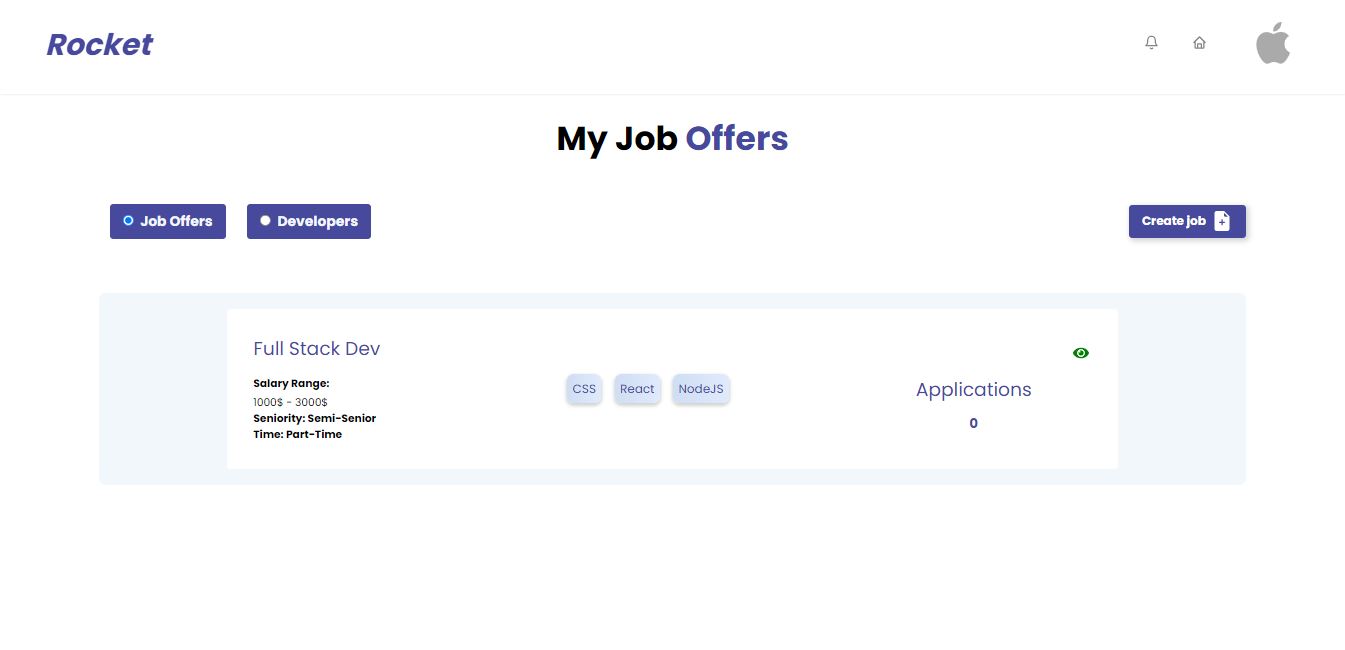 Rocket
My Job Offers
Job Offers
Developers
Create job
Full Stack Dev
Salary Range:
1000$ - 3000$
Seniority: Semi-Senior
Time: Part-Time
CSS
React
NodeJS
Applications
0